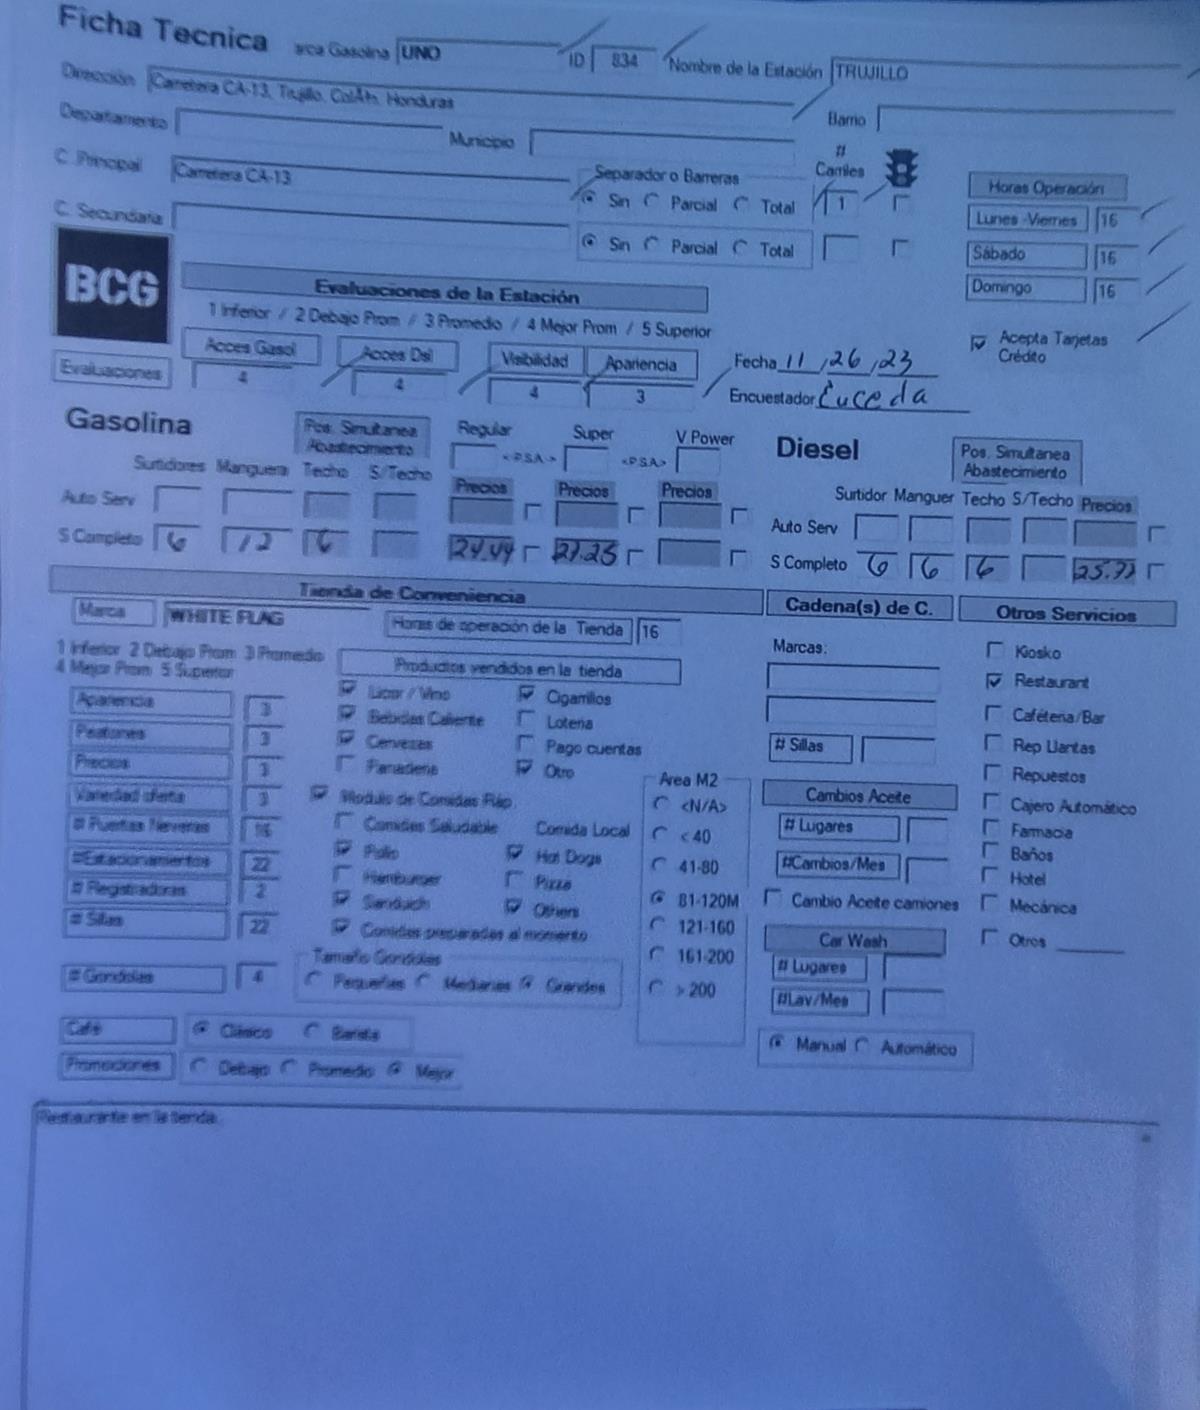 Ficha Tecnica arca Gasolina UNO ID 834 Nombre de la Estación TRUJILLO
Dirección Carretera CA-13, Trujillo, ColÃ³n, Honduras
Departamento Municipio Barrio
C. Principal Carretera CA-13 Separador o Barreras # Carriles
Sin Parcial Total 1
C. Secundaria Sin Parcial Total
Horas Operación
Lunes -Viernes 16
Sábado 16
Domingo 16
Acepta Tarjetas Crédito
BCG
Evaluaciones de la Estación
1 Inferior / 2 Debajo Prom / 3 Promedio / 4 Mejor Prom / 5 Superior
Acces Gasol Acces Dsl Visibilidad Apariencia
Evaluaciones 4 4 4 3
Fecha 11,26,23
Encuestador Euceda
Gasolina
Pos. Simultanea Abastecimiento
Regular <-P.S.A.-> Super <P.S.A> V Power
Surtidores Manguera Techo S/Techo Precios Precios Precios
Auto Serv
S Completo 6 12 6 24.44 27.25
Diesel
Pos. Simultanea Abastecimiento
Surtidor Manguer Techo S/Techo Precios
Auto Serv
S Completo 6 6 6
Tienda de Conveniencia
Marca WHITE FLAG Horas de operación de la Tienda 16
1 Inferior 2 Debajo Prom 3 Promedio
4 Mejor Prom 5 Superior
Productos vendidos en la tienda
Apariencia 3
Peatones 3
Precios 3
Variedad oferta 3
# Puertas Neveras 16
#Estacionamientos 22
# Registradoras 2
# Sillas 22
# Gondolas 4
Licor / Vino Cigarrillos
Bebidas Caliente Loteria
Cervezas Pago cuentas
Panaderia Otro
Modulo de Comidas Ráp.
Comidas Saludable Comida Local
Pollo Hot Dogs
Hamburger Pizza
Sandwich Others
Comidas preparadas al momento
Tamaño Gondolas
Pequeñas Medianas Grandes
Area M2
<N/A>
< 40
41-80
81-120M
121-160
161-200
> 200
Café Clásico Barista
Promociones Debajo Promedio Mejor
Cadena(s) de C.
Marcas:
# Sillas
Cambios Aceite
# Lugares
#Cambios/Mes
Cambio Aceite camiones
Car Wash
# Lugares
#Lav/Mes
Manual Automático
Otros Servicios
Kiosko
Restaurant
Cafétería/Bar
Rep Llantas
Repuestos
Cajero Automático
Farmacia
Baños
Hotel
Mecánica
Otros
Restaurante en la tienda.